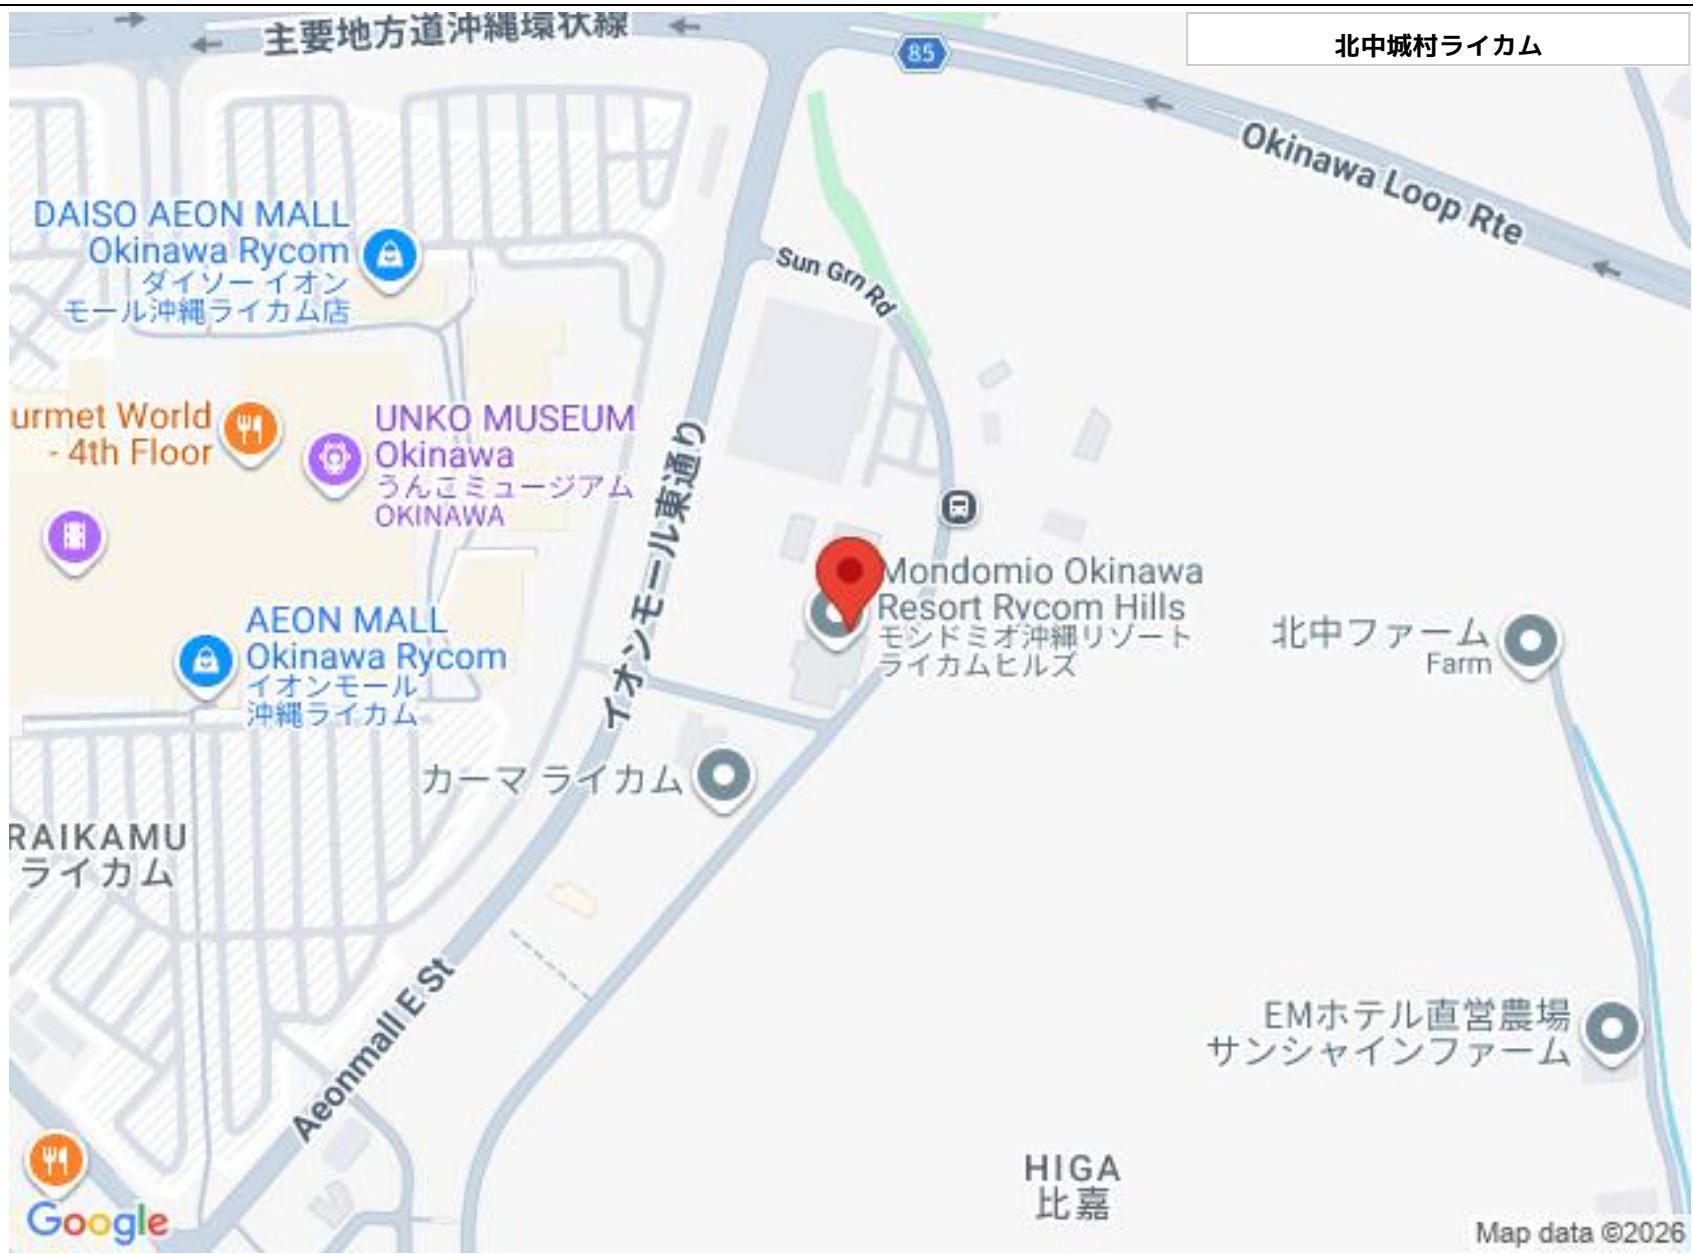 主要地方道沖縄環状線
85
北中城村ライカム
Okinawa Loop Rte
DAISO AEON MALL
Okinawa Rycom
ダイソー イオン
モール沖縄ライカム店
Sun Grn Rd
urmet World
- 4th Floor
UNKO MUSEUM
Okinawa
うんこミュージアム
OKINAWA
イオンモール東通り
Mondomio Okinawa
Resort Rycom Hills
モンドミオ沖縄リゾート
ライカムヒルズ
北中ファーム
Farm
AEON MALL
Okinawa Rycom
イオンモール
沖縄ライカム
カーマ ライカム
RAIKAMU
ライカム
Aeonmall E St
EMホテル直営農場
サンシャインファーム
HIGA
比嘉
Google
Map data ©2026